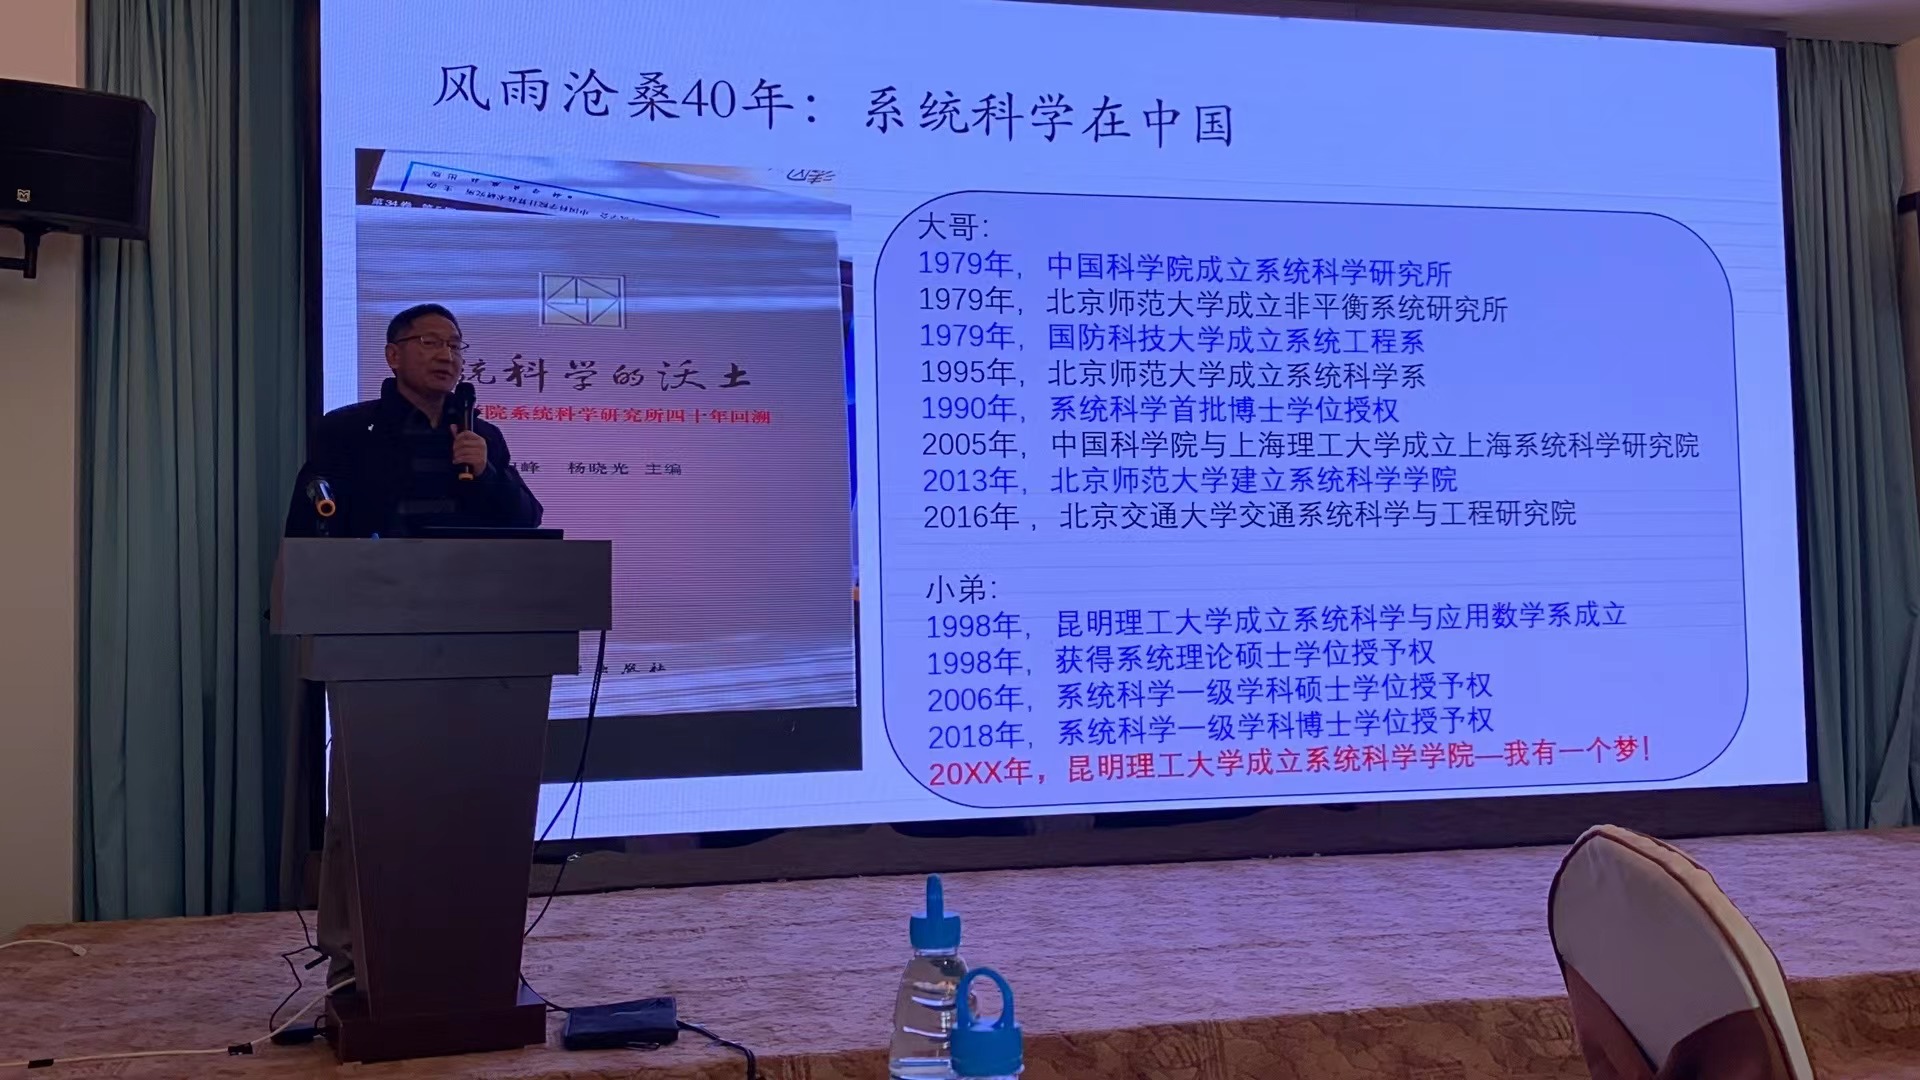 风雨沧桑40年：系统科学在中国
第34卷
统科学的沃土
院系统科学研究所四十年回溯
峰 杨晓光 主编
出版社
大哥：
1979年，中国科学院成立系统科学研究所
1979年，北京师范大学成立非平衡系统研究所
1979年，国防科技大学成立系统工程系
1995年，北京师范大学成立系统科学系
1990年，系统科学首批博士学位授权
2005年，中国科学院与上海理工大学成立上海系统科学研究院
2013年，北京师范大学建立系统科学学院
2016年，北京交通大学交通系统科学与工程研究院
小弟：
1998年，昆明理工大学成立系统科学与应用数学系成立
1998年，获得系统理论硕士学位授予权
2006年，系统科学一级学科硕士学位授予权
2018年，系统科学一级学科博士学位授予权
20XX年，昆明理工大学成立系统科学学院—我有一个梦！